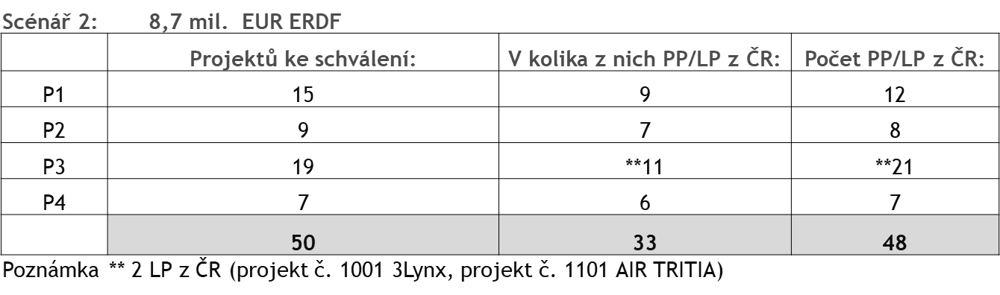 Scénář 2: 8,7 mil. EUR ERDF
Projektů ke schválení: V kolika z nich PP/LP z ČR: Počet PP/LP z ČR:
P1 15 9 12
P2 9 7 8
P3 19 **11 **21
P4 7 6 7
50 33 48
Poznámka ** 2 LP z ČR (projekt č. 1001 3Lynx, projekt č. 1101 AIR TRITIA)